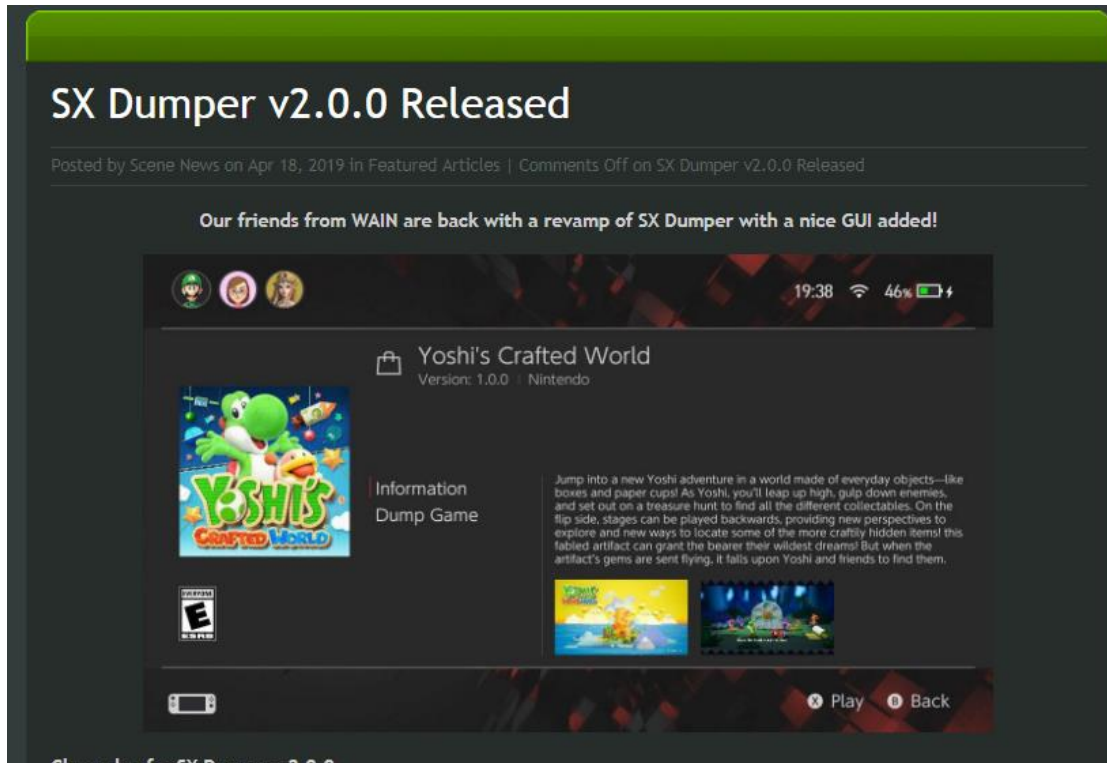 SX Dumper v2.0.0 Released
Posted by Scene News on Apr 18, 2019 in Featured Articles | Comments Off on SX Dumper v2.0.0 Released
Our friends from WAIN are back with a revamp of SX Dumper with a nice GUI added!
19:38 46%
Yoshi's Crafted World
Version: 1.0.0 | Nintendo
YOSHI'S
CRAFTED WORLD
Information
Dump Game
Jump into a new Yoshi adventure in a world made of everyday objects—like
boxes and paper cups! As Yoshi, you'll leap up high, gulp down enemies,
and set out on a treasure hunt to find all the different collectables. On the
flip side, stages can be played backwards, providing new perspectives to
explore and new ways to locate some of the more craftily hidden items! this
fabled artifact can grant the bearer their wildest dreams! But when the
artifact's gems are sent flying, it falls upon Yoshi and friends to find them.
EVERYONE
E
ESRB
X Play B Back